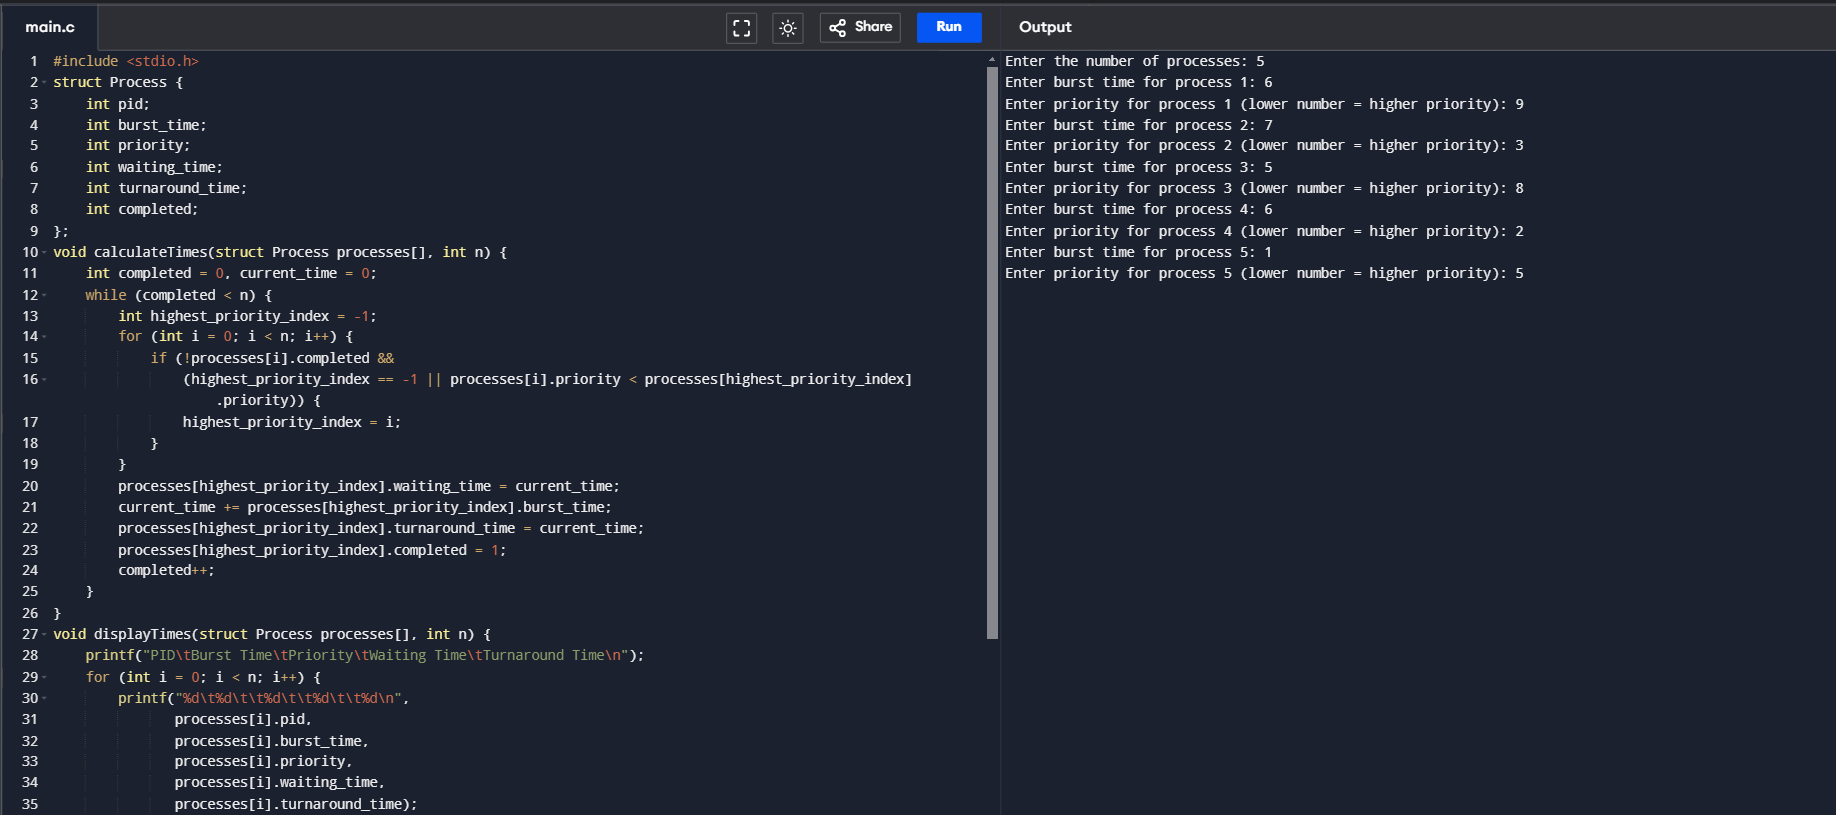 main.c
Share
Run
Output
1 #include <stdio.h>
2 struct Process {
3     int pid;
4     int burst_time;
5     int priority;
6     int waiting_time;
7     int turnaround_time;
8     int completed;
9 };
10 void calculateTimes(struct Process processes[], int n) {
11     int completed = 0, current_time = 0;
12     while (completed < n) {
13         int highest_priority_index = -1;
14         for (int i = 0; i < n; i++) {
15             if (!processes[i].completed &&
16                 (highest_priority_index == -1 || processes[i].priority < processes[highest_priority_index]
                    .priority)) {
17                 highest_priority_index = i;
18             }
19         }
20         processes[highest_priority_index].waiting_time = current_time;
21         current_time += processes[highest_priority_index].burst_time;
22         processes[highest_priority_index].turnaround_time = current_time;
23         processes[highest_priority_index].completed = 1;
24         completed++;
25     }
26 }
27 void displayTimes(struct Process processes[], int n) {
28     printf("PID\tBurst Time\tPriority\tWaiting Time\tTurnaround Time\n");
29     for (int i = 0; i < n; i++) {
30         printf("%d\t%d\t\t%d\t\t%d\t\t%d\n",
31                processes[i].pid,
32                processes[i].burst_time,
33                processes[i].priority,
34                processes[i].waiting_time,
35                processes[i].turnaround_time);
Enter the number of processes: 5
Enter burst time for process 1: 6
Enter priority for process 1 (lower number = higher priority): 9
Enter burst time for process 2: 7
Enter priority for process 2 (lower number = higher priority): 3
Enter burst time for process 3: 5
Enter priority for process 3 (lower number = higher priority): 8
Enter burst time for process 4: 6
Enter priority for process 4 (lower number = higher priority): 2
Enter burst time for process 5: 1
Enter priority for process 5 (lower number = higher priority): 5